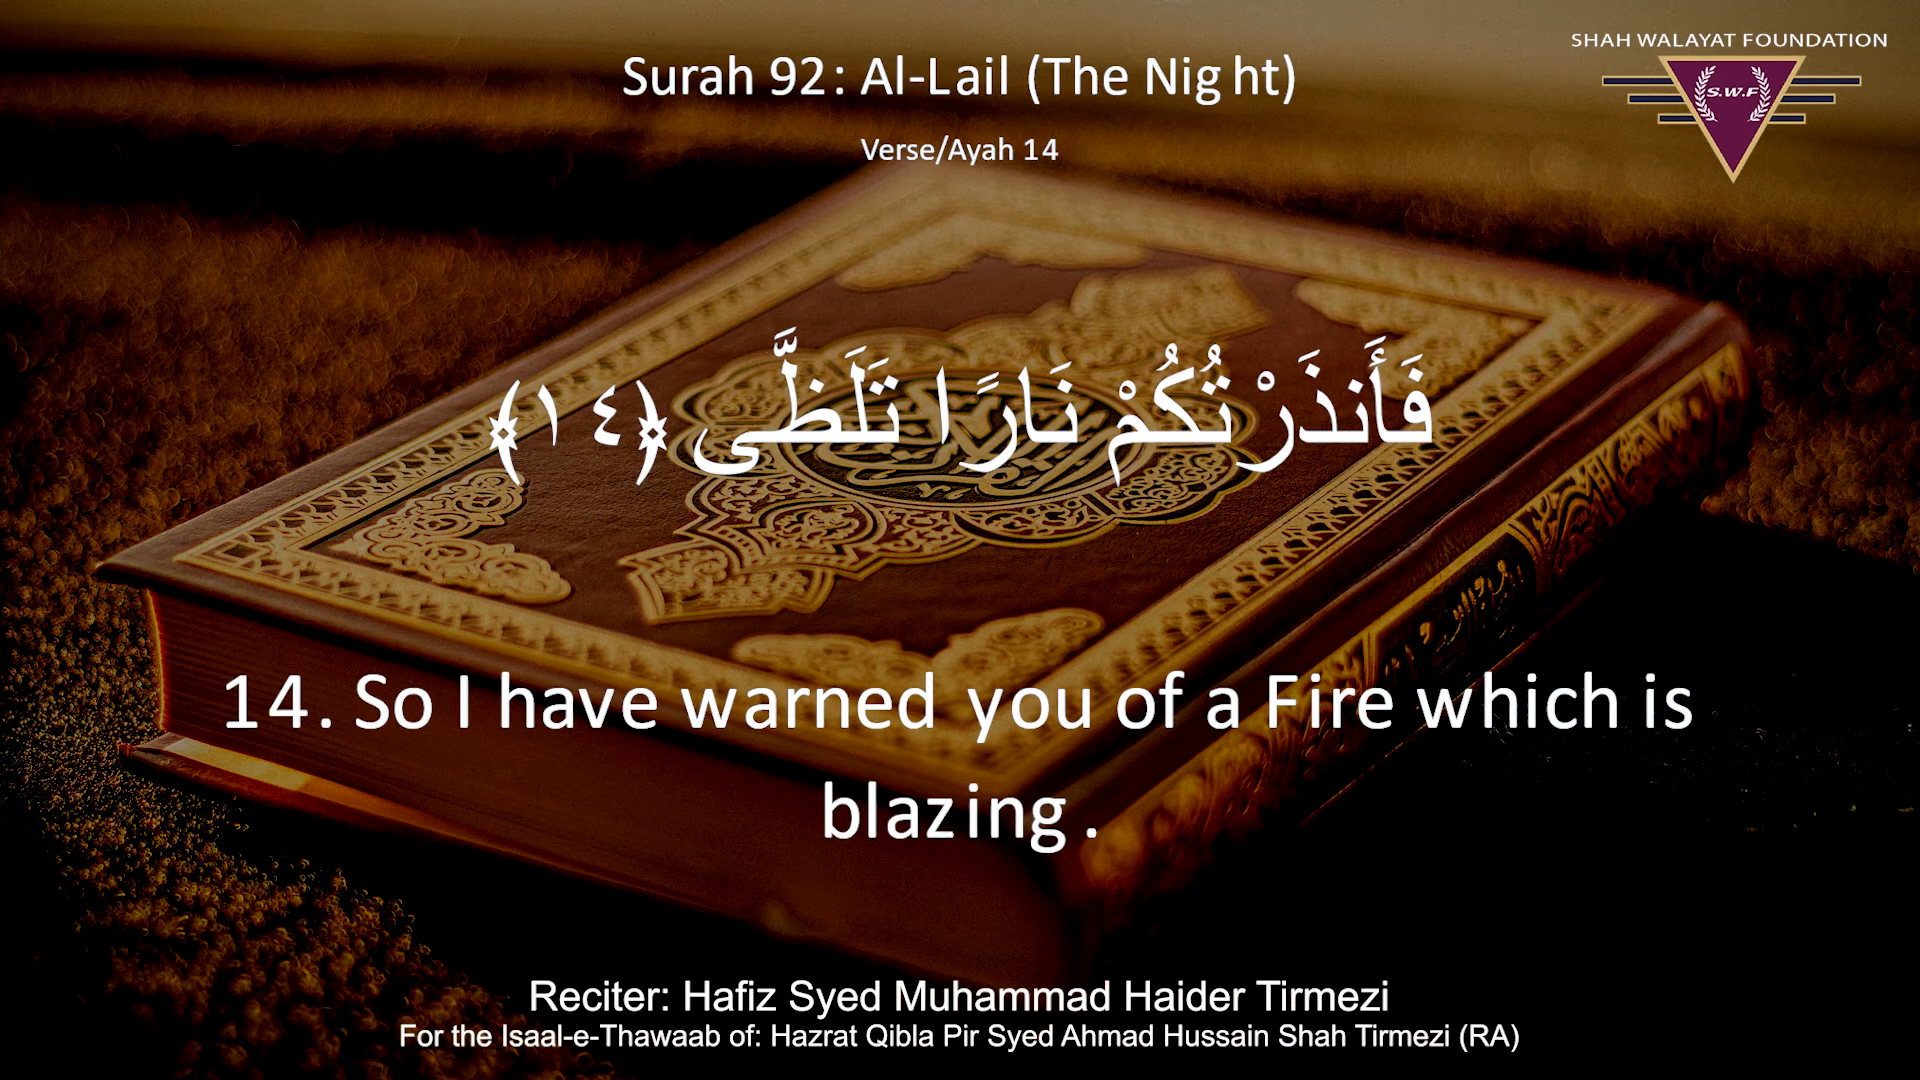 SHAH WALAYAT FOUNDATION
S.W.F
Surah 92: Al-Lail (The Night)
Verse/Ayah 14
فَأَنذَرْتُكُمْ نَارًا تَلَظَّى ﴿١٤﴾
14. So I have warned you of a Fire which is
blazing.
Reciter: Hafiz Syed Muhammad Haider Tirmezi
For the Isaal-e-Thawaab of: Hazrat Qibla Pir Syed Ahmad Hussain Shah Tirmezi (RA)